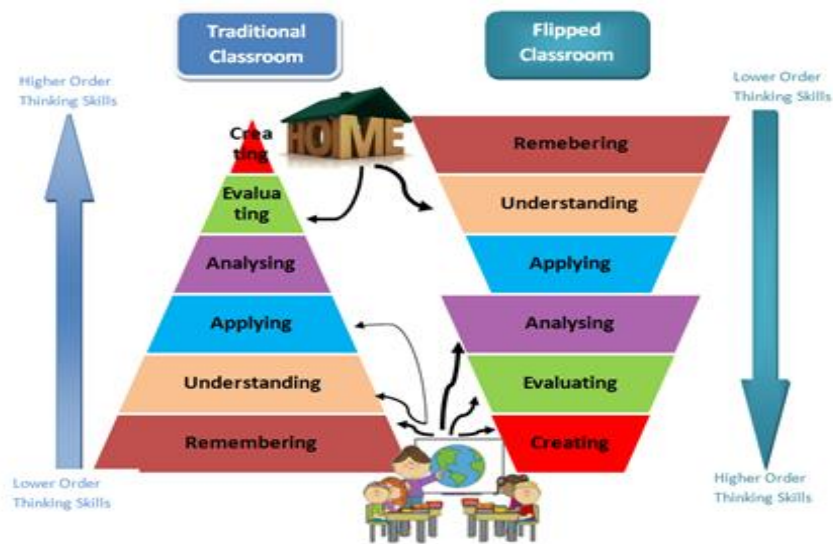 Traditional
Classroom
Flipped
Classroom
Higher Order
Thinking Skills
Lower Order
Thinking Skills
HOME
Crea
ting
Evalua
ting
Analysing
Applying
Understanding
Remembering
Remebering
Understanding
Applying
Analysing
Evaluating
Creating
Lower Order
Thinking Skills
Higher Order
Thinking Skills